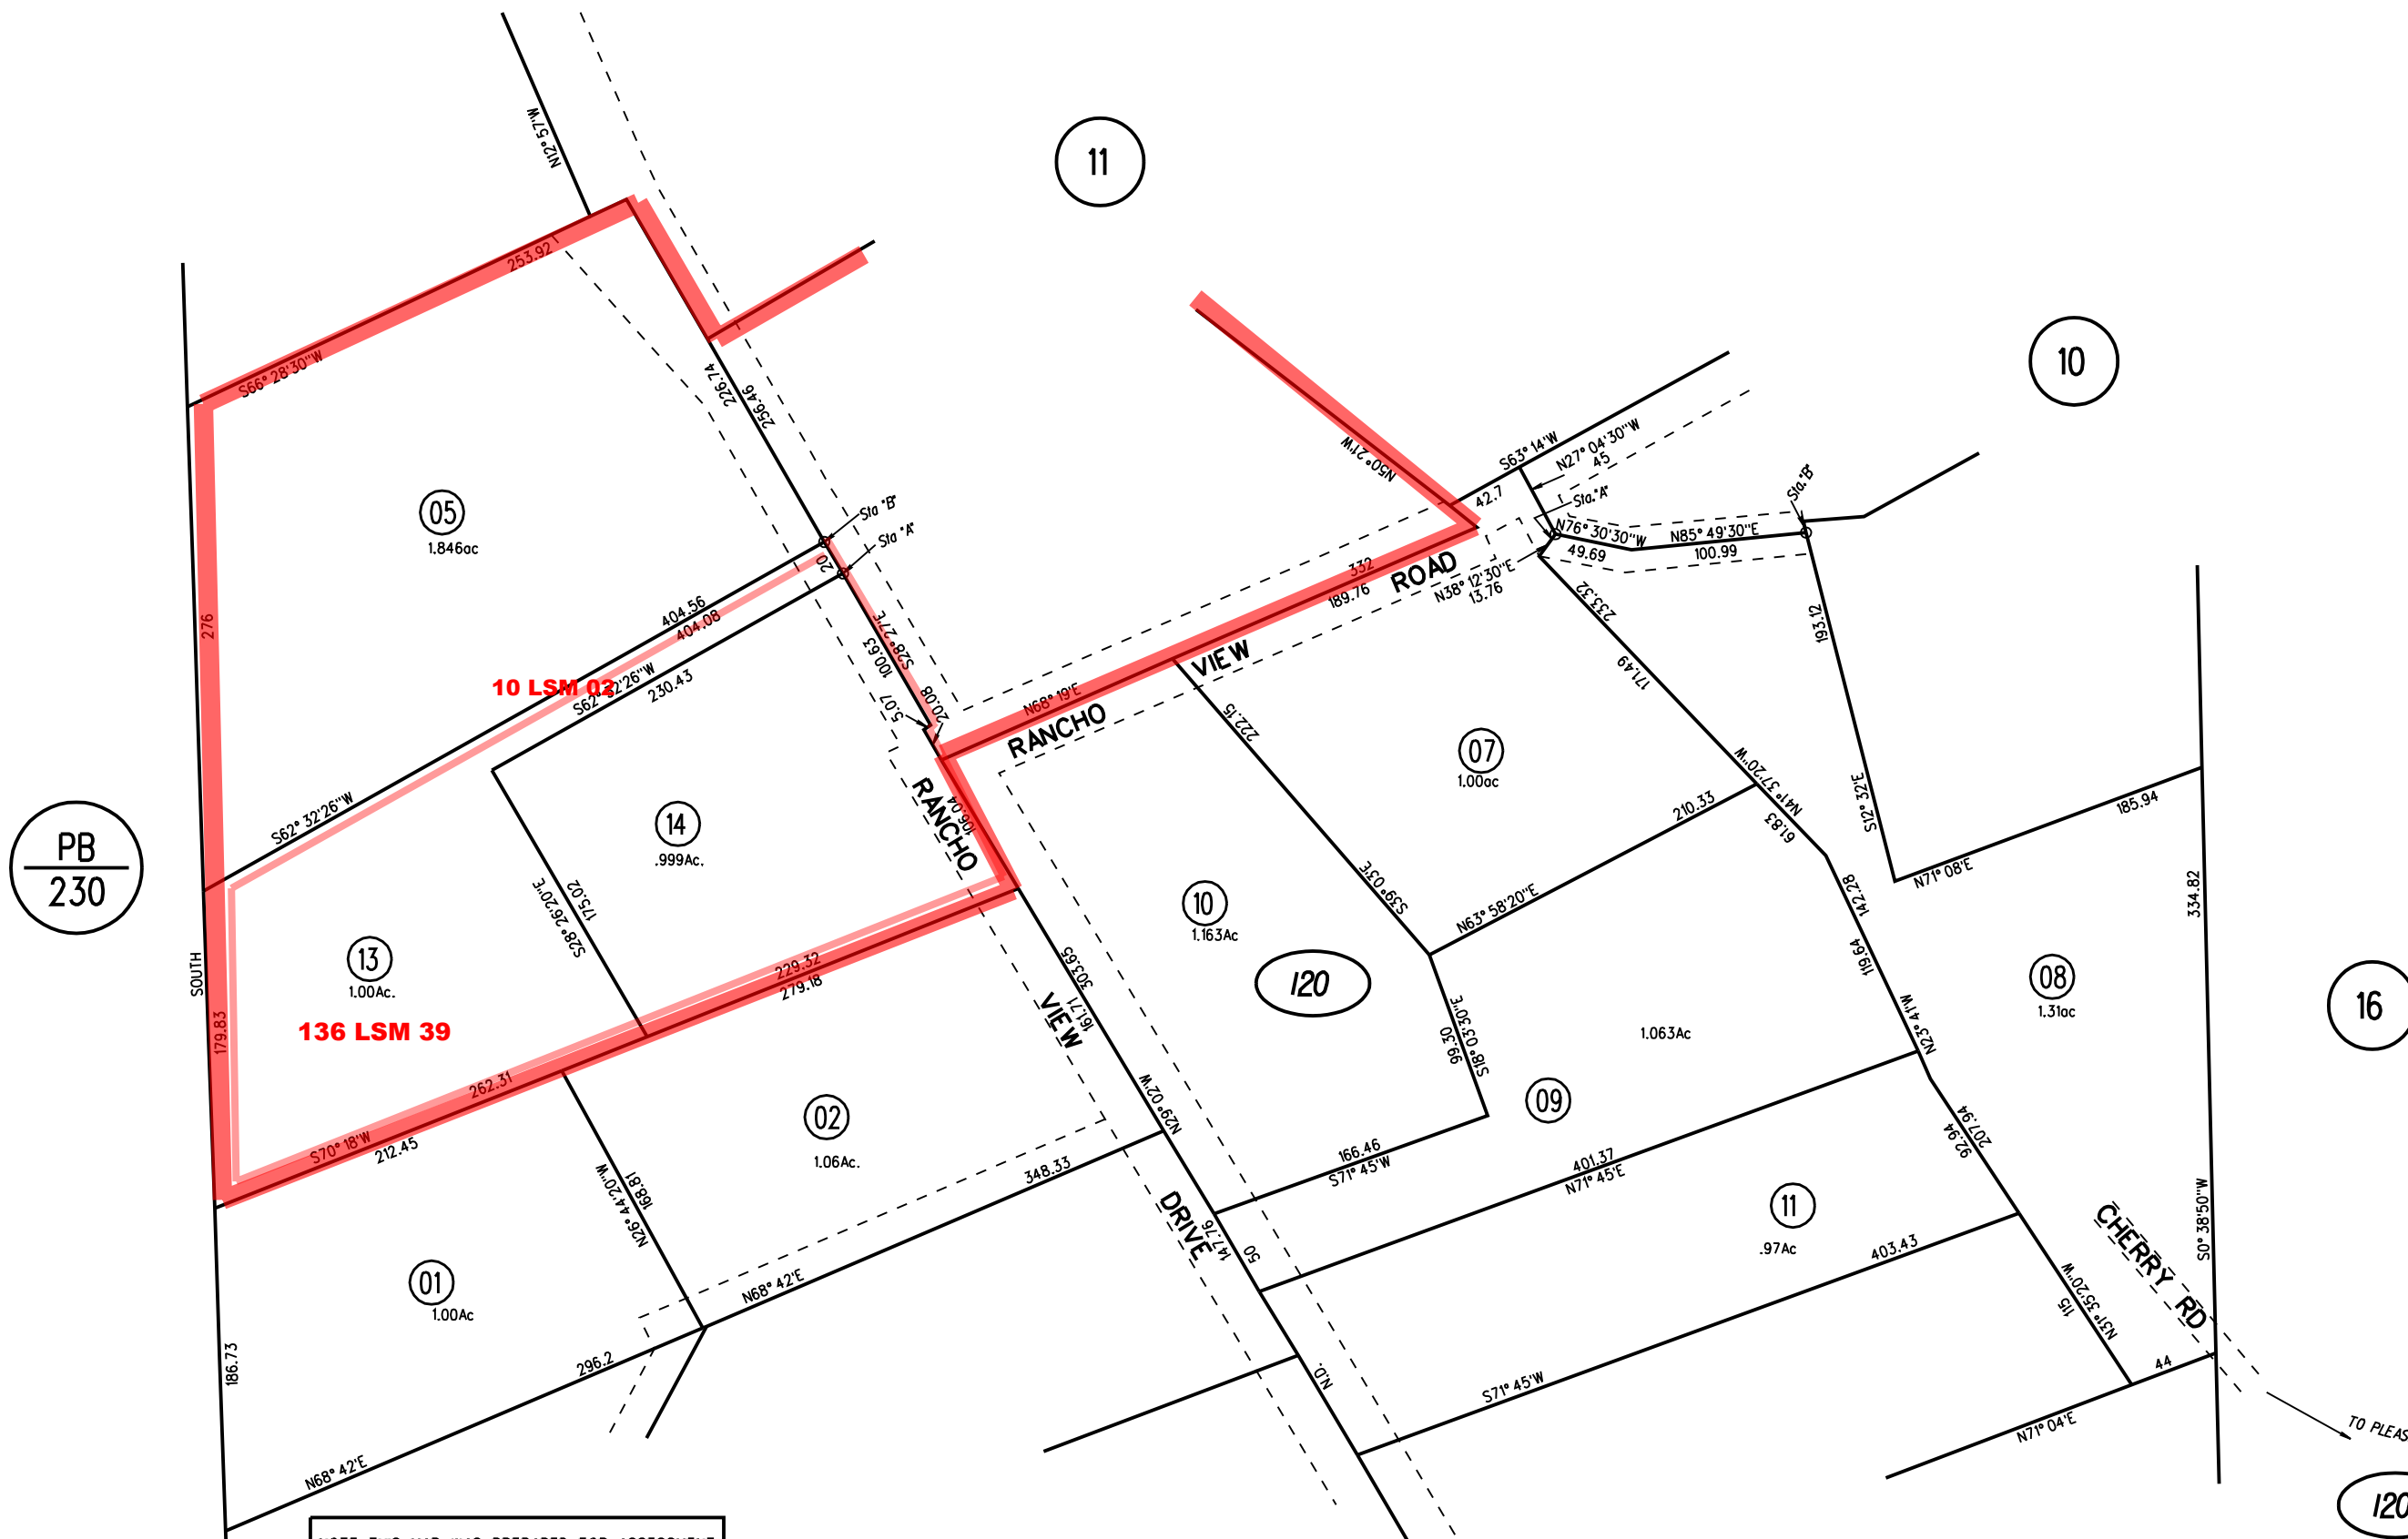 N12° 57'W
11
253.92
S66° 28'30"W
10
S63° 14'W
N27° 04'30"W
45
42.7
Sta."A"
Sta."B"
N50° 21'W
226.74
256.46
05
1.846ac
Sta "B"
Sta "A"
20
N76° 30'30"W
49.69
N85° 49'30"E
100.99
332
189.76
ROAD
N38° 12'30"E
13.76
233.32
193.12
276
404.56
404.08
10 LSM 02
S62° 32'26"W
230.43
S28° 27'E
100.63
5.07
20.08
VIEW
N68° 19'E
RANCHO
171.49
222.15
07
1.00ac
N41° 37'20"W
61.83
S12° 32'E
185.94
S62° 32'26"W
106.04
RANCHO
14
.999Ac.
PB
230
210.33
N71° 08'E
S28° 26'20"E
175.02
10
1.163Ac
S39° 03'E
N63° 58'20"E
142.28
119.64
334.82
SOUTH
13
1.00Ac.
229.32
279.18
303.65
161.71
120
08
1.31ac
16
136 LSM 39
179.83
VIEW
99.30
S18° 03'30"E
1.063Ac
N23° 41'W
262.31
09
S70° 18'W
212.45
02
1.06Ac.
N29° 02'W
207.94
92.94
168.81
N26° 44'20"W
348.33
166.46
S71° 45'W
401.37
N71° 45'E
DRIVE
147.76
50
11
.97Ac
403.43
CHERRY RD
S0° 38'50"W
01
1.00Ac
N68° 42'E
N31° 35'20"W
115
186.73
296.2
N.D.
S71° 45'W
44
N71° 04'E
TO PLEAS
N68° 42'E
120
NOTE THIS MAP WAS PREPARED FOR ASSESSMENT